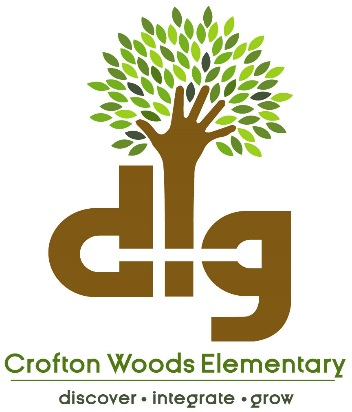 dig
Crofton Woods Elementary
discover • integrate • grow